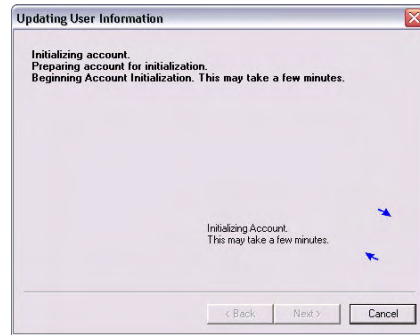 Updating User Information
Initializing account.
Preparing account for initialization.
Beginning Account Initialization. This may take a few minutes.
Initializing Account.
This may take a few minutes.
< Back Next > Cancel